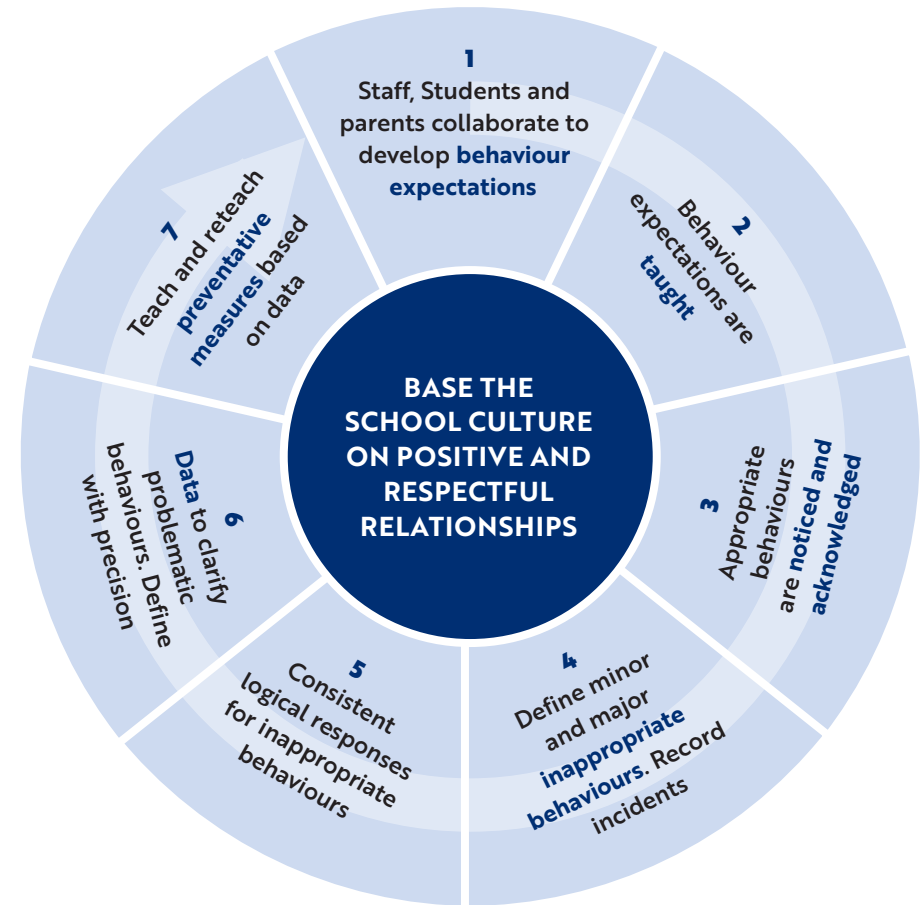 1
Staff, Students and
parents collaborate to
develop behaviour
expectations
2
Behaviour
expectations are
taught
3
Appropriate
behaviours
are noticed and
acknowledged
4
Define minor
and major
inappropriate
behaviours. Record
incidents
5
Consistent
logical responses
for inappropriate
behaviours
6
Data to clarify
problematic
behaviours. Define
with precision
7
Teach and reteach
preventative
measures based
on data
BASE THE
SCHOOL CULTURE
ON POSITIVE AND
RESPECTFUL
RELATIONSHIPS